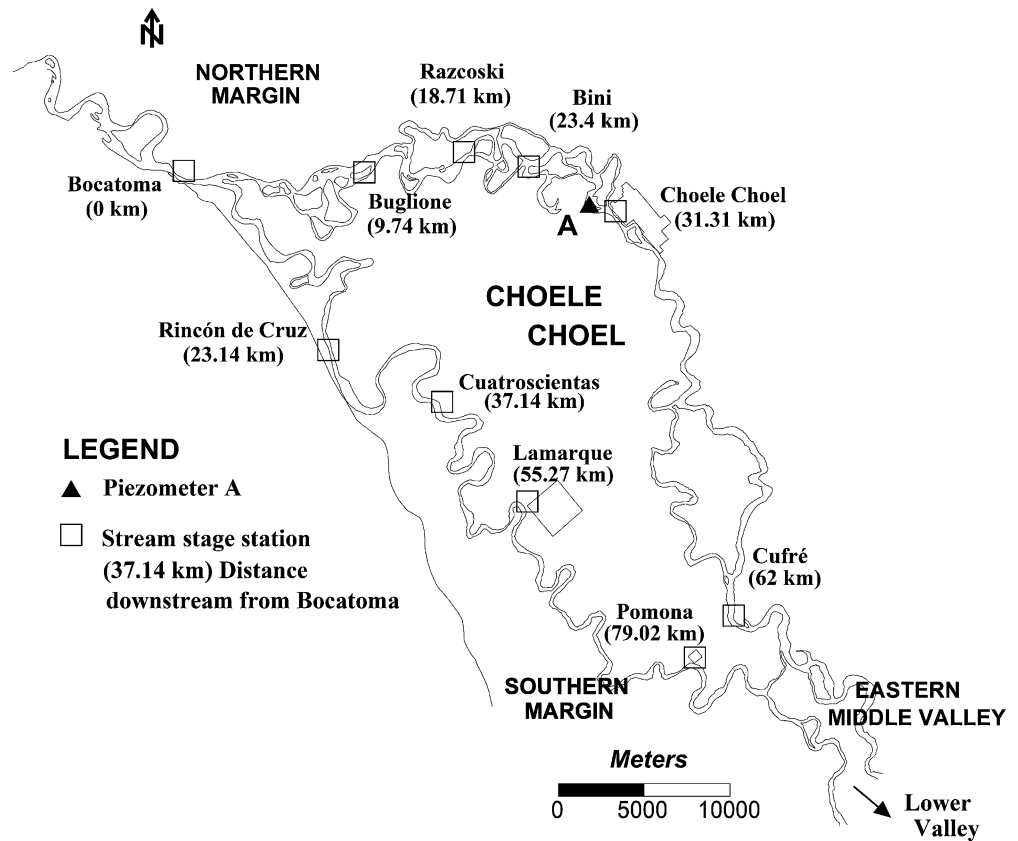 N
NORTHERN
MARGIN
Razcoski
(18.71 km)
Bini
(23.4 km)
Bocatoma
(0 km)
Buglione
(9.74 km)
Choele Choel
(31.31 km)
A
CHOELE
CHOEL
Rincón de Cruz
(23.14 km)
Cuatroscientas
(37.14 km)
LEGEND
Piezometer A
Stream stage station
(37.14 km) Distance
downstream from Bocatoma
Lamarque
(55.27 km)
Cufré
(62 km)
Pomona
(79.02 km)
SOUTHERN
MARGIN
EASTERN
MIDDLE VALLEY
Meters
0 5000 10000
Lower
Valley